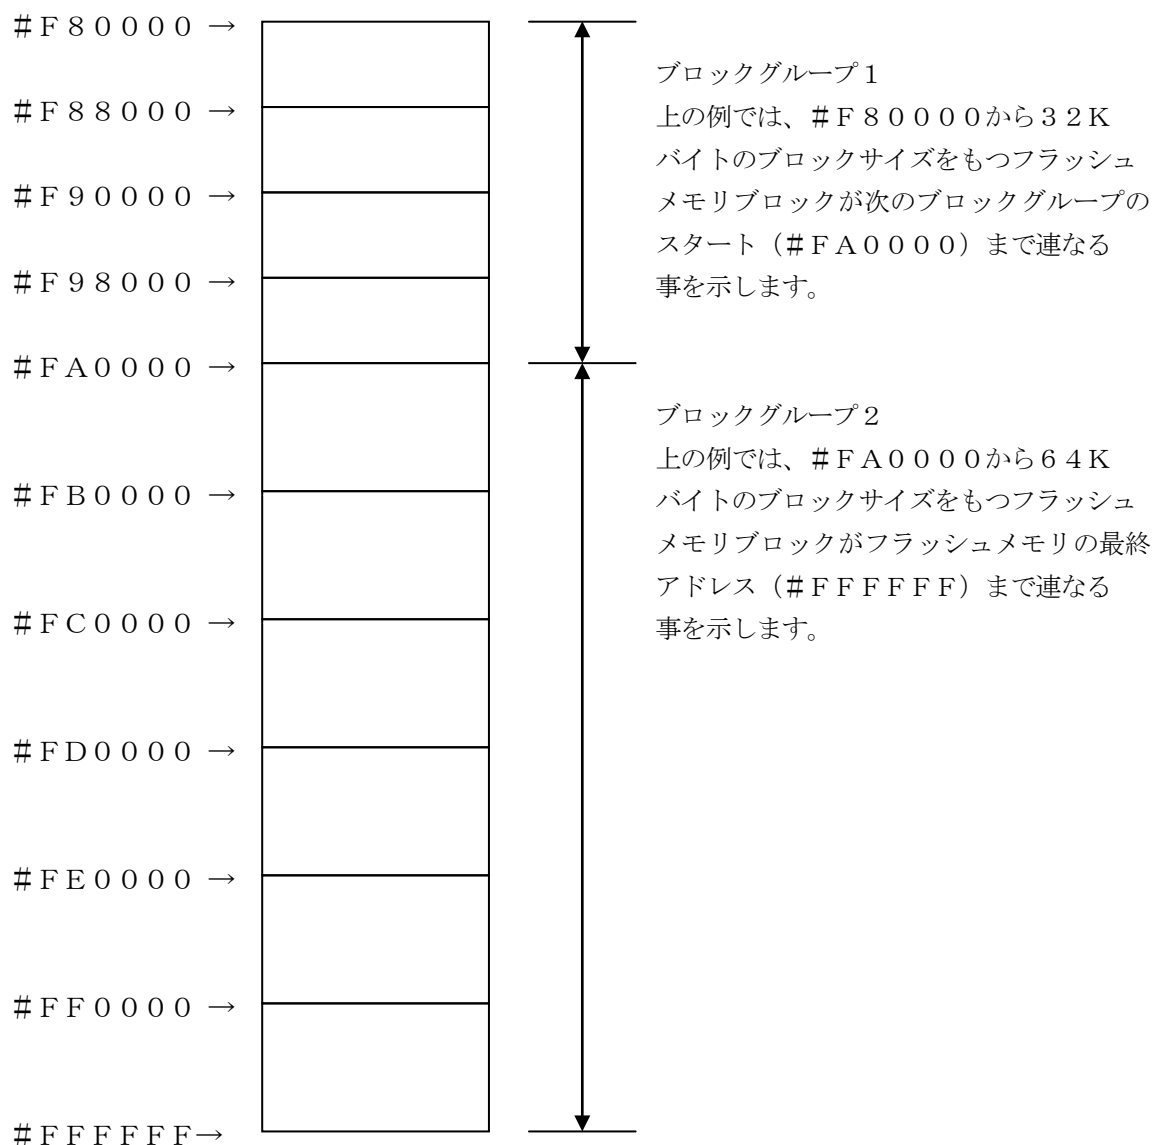 ＃Ｆ８００００ →
＃Ｆ８８０００ →
＃Ｆ９００００ →
＃Ｆ９８０００ →
＃ＦＡ００００ →
＃ＦＢ００００ →
＃ＦＣ００００ →
＃ＦＤ００００ →
＃ＦＥ００００ →
＃ＦＦ００００ →
＃ＦＦＦＦＦＦ→
ブロックグループ１
上の例では、＃Ｆ８００００から３２Ｋ
バイトのブロックサイズをもつフラッシュ
メモリブロックが次のブロックグループの
スタート（＃ＦＡ００００）まで連なる
事を示します。
ブロックグループ２
上の例では、＃ＦＡ００００から６４Ｋ
バイトのブロックサイズをもつフラッシュ
メモリブロックがフラッシュメモリの最終
アドレス（＃ＦＦＦＦＦＦ）まで連なる
事を示します。